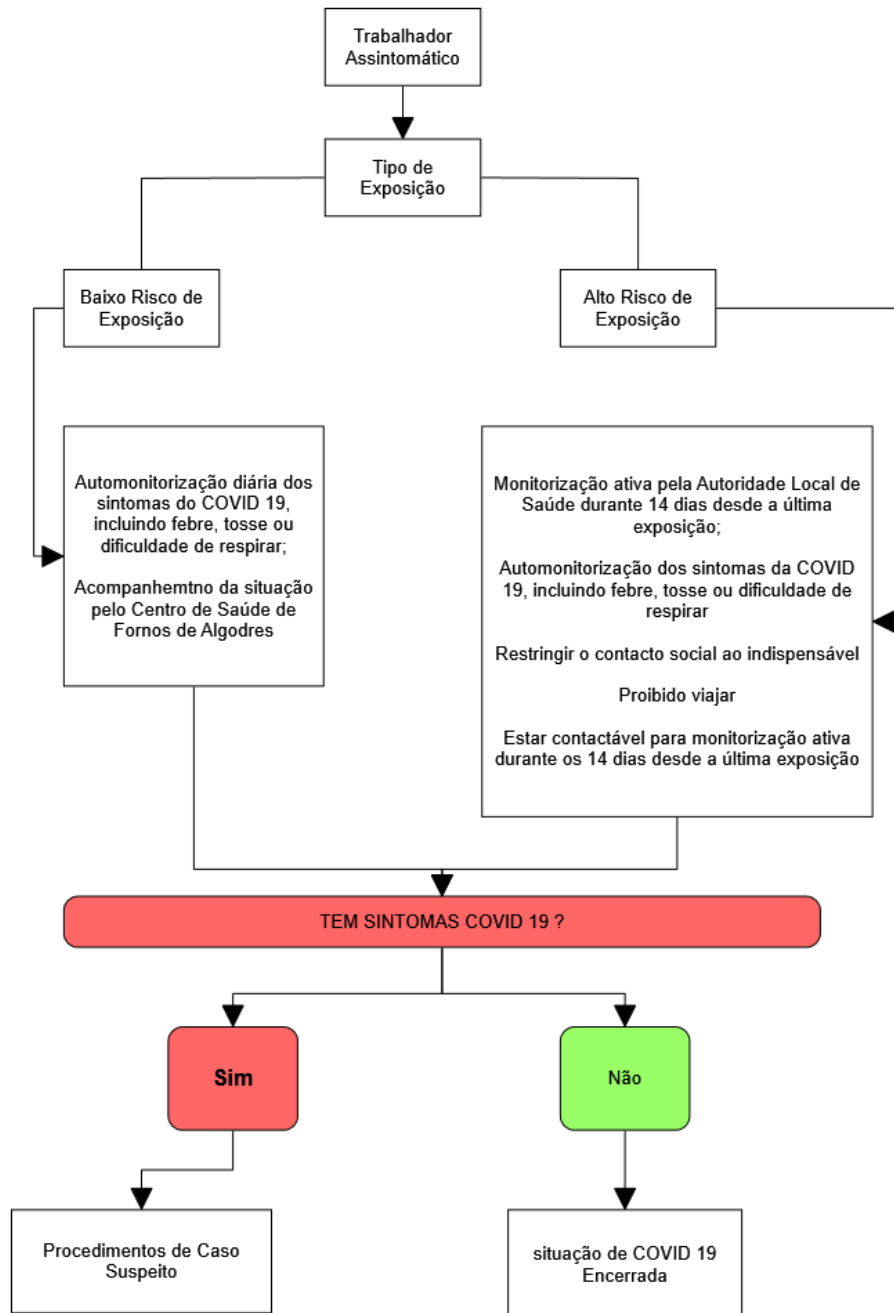 Trabalhador
Assintomático
Tipo de
Exposição
Baixo Risco de
Exposição
Alto Risco de
Exposição
Automonitorização diária dos
sintomas do COVID 19,
incluindo febre, tosse ou
dificuldade de respirar;
Acompanhemtno da situação
pelo Centro de Saúde de
Fornos de Algodres
Monitorização ativa pela Autoridade Local de
Saúde durante 14 dias desde a última
exposição;
Automonitorização dos sintomas da COVID
19, incluindo febre, tosse ou dificuldade de
respirar
Restringir o contacto social ao indispensável
Proibido viajar
Estar contactável para monitorização ativa
durante os 14 dias desde a última exposição
TEM SINTOMAS COVID 19 ?
Sim
Não
Procedimentos de Caso
Suspeito
situação de COVID 19
Encerrada